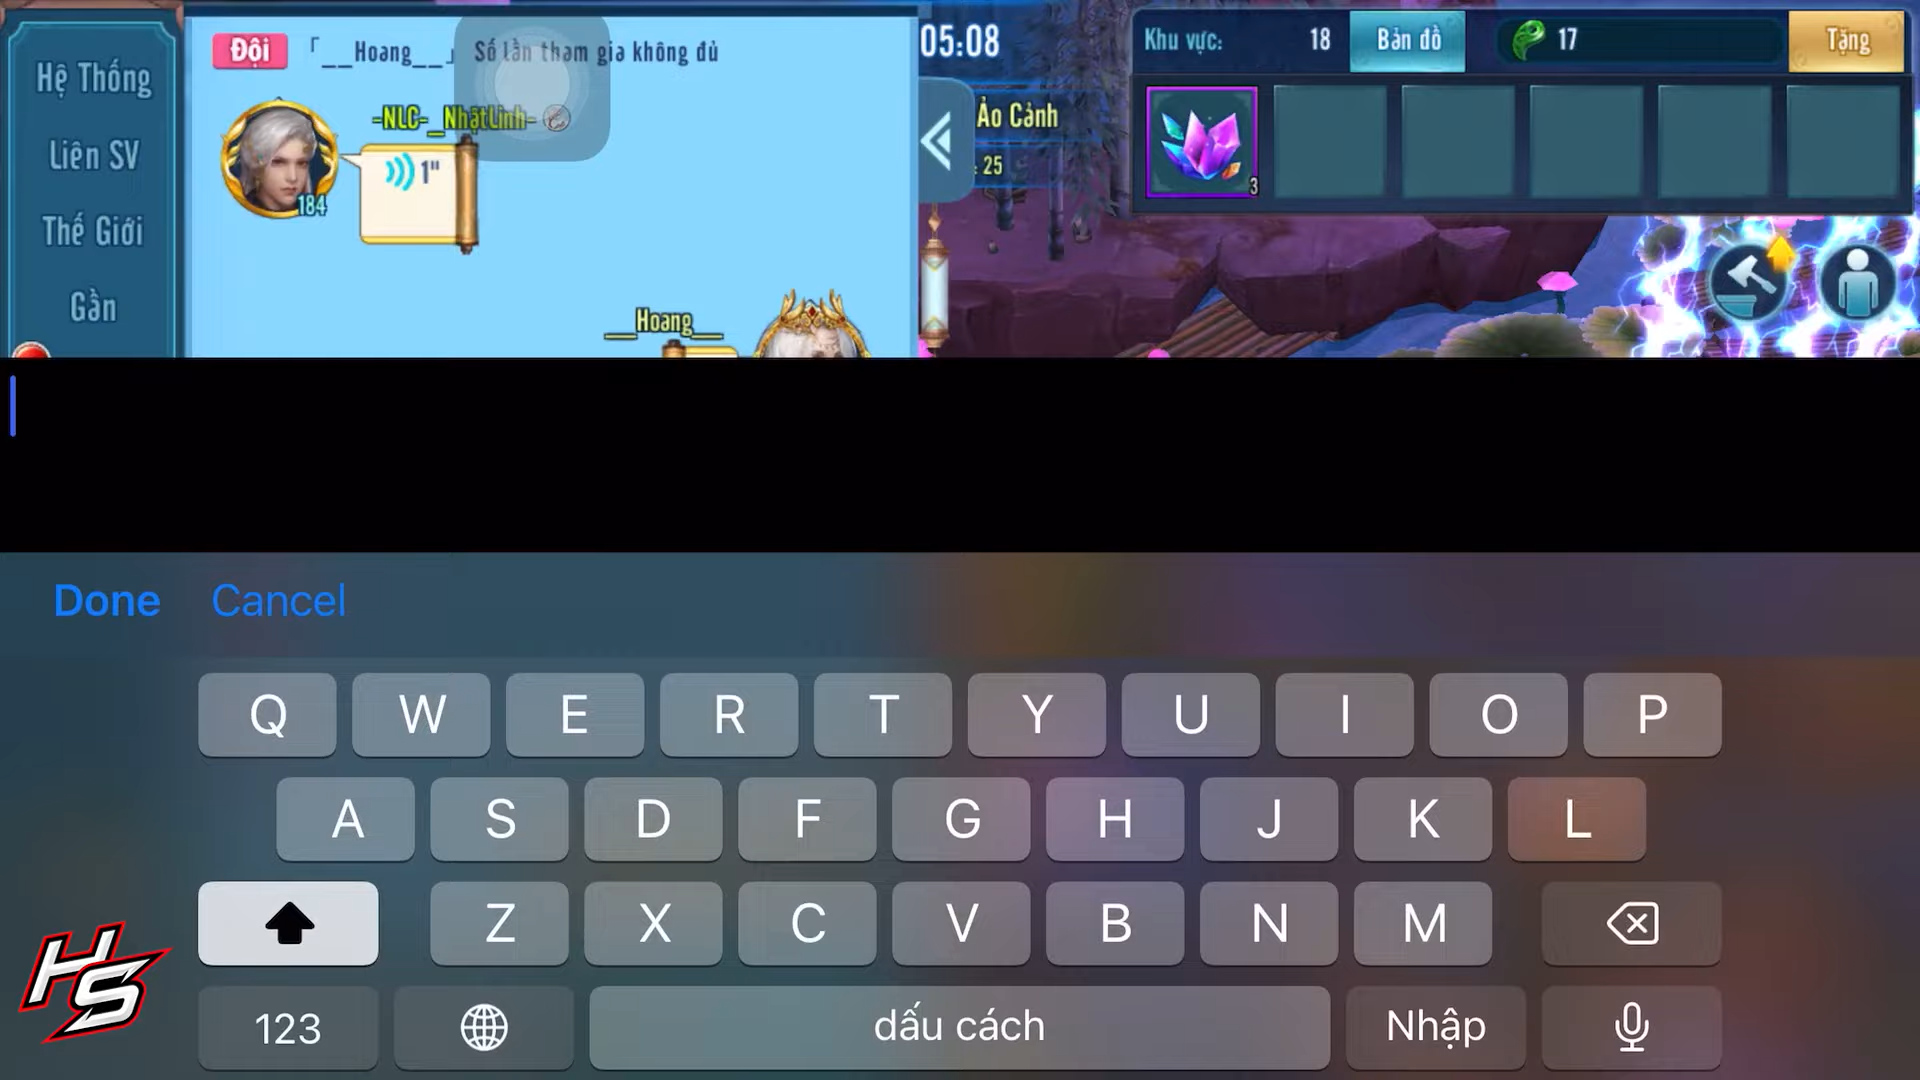 Hệ Thống
Liên SV
Thế Giới
Gần
Đội 「__Hoang__」 Số lần tham gia không đủ
-NLC-_NhậtLinh-
184
1"
__Hoang__
05:08
Ảo Cảnh
: 25
Khu vực: 18
Bản đồ
17
Tặng
3
Done Cancel
Q W E R T Y U I O P
A S D F G H J K L
Z X C V B N M
123 dấu cách Nhập
HS